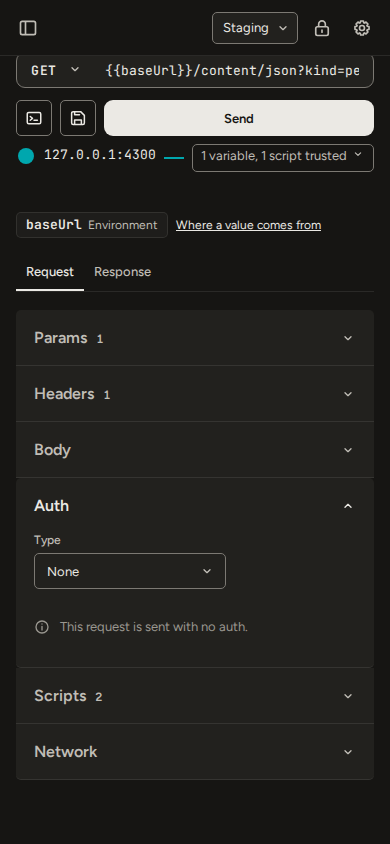 Staging
GET {{baseUrl}}/content/json?kind=pe
Send
127.0.0.1:4300 1 variable, 1 script trusted
baseUrl Environment Where a value comes from
Request Response
Params 1
Headers 1
Body
Auth
Type
None
This request is sent with no auth.
Scripts 2
Network